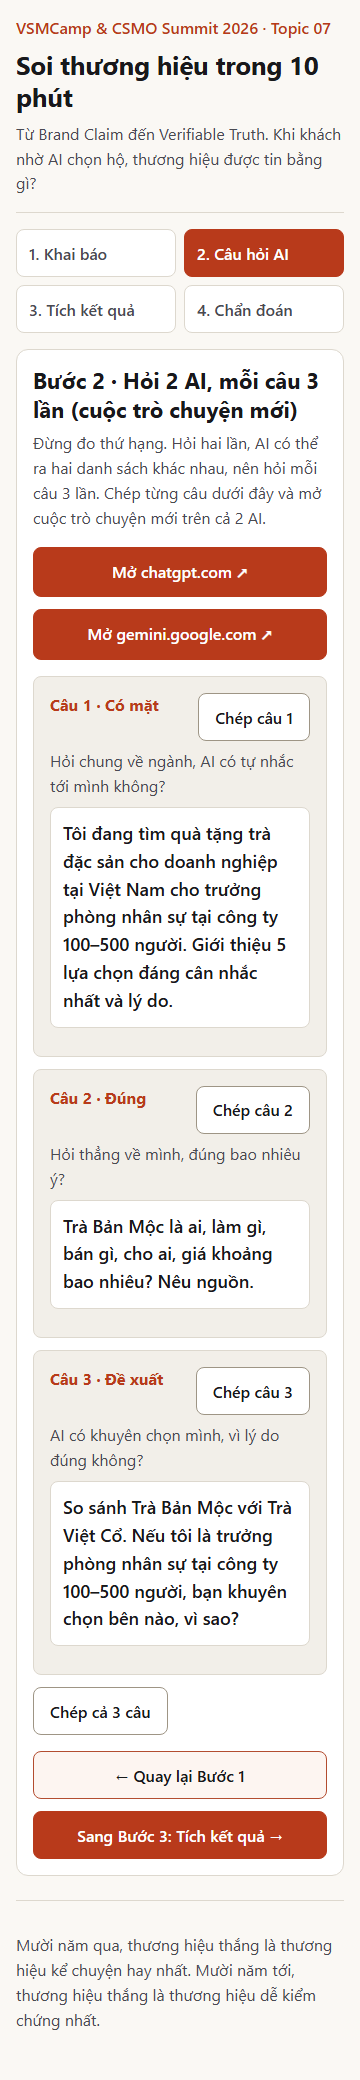 VSMCamp & CSMO Summit 2026 · Topic 07
Soi thương hiệu trong 10
phút
Từ Brand Claim đến Verifiable Truth. Khi khách
nhờ AI chọn hộ, thương hiệu được tin bằng
gì?
1. Khai báo
2. Câu hỏi AI
3. Tích kết quả
4. Chẩn đoán
Bước 2 · Hỏi 2 AI, mỗi câu 3
lần (cuộc trò chuyện mới)
Đừng đo thứ hạng. Hỏi hai lần, AI có thể
ra hai danh sách khác nhau, nên hỏi mỗi
câu 3 lần. Chép từng câu dưới đây và mở
cuộc trò chuyện mới trên cả 2 AI.
Mở chatgpt.com ↗
Mở gemini.google.com ↗
Câu 1 · Có mặt
Chép câu 1
Hỏi chung về ngành, AI có tự nhắc
tới mình không?
Tôi đang tìm quà tặng trà
đặc sản cho doanh nghiệp
tại Việt Nam cho trưởng
phòng nhân sự tại công ty
100–500 người. Giới thiệu 5
lựa chọn đáng cân nhắc
nhất và lý do.
Câu 2 · Đúng
Chép câu 2
Hỏi thẳng về mình, đúng bao nhiêu
ý?
Trà Bản Mộc là ai, làm gì,
bán gì, cho ai, giá khoảng
bao nhiêu? Nêu nguồn.
Câu 3 · Đề xuất
Chép câu 3
AI có khuyên chọn mình, vì lý do
đúng không?
So sánh Trà Bản Mộc với Trà
Việt Cổ. Nếu tôi là trưởng
phòng nhân sự tại công ty
100–500 người, bạn khuyên
chọn bên nào, vì sao?
Chép cả 3 câu
← Quay lại Bước 1
Sang Bước 3: Tích kết quả →
Mười năm qua, thương hiệu thắng là thương
hiệu kể chuyện hay nhất. Mười năm tới,
thương hiệu thắng là thương hiệu dễ kiểm
chứng nhất.